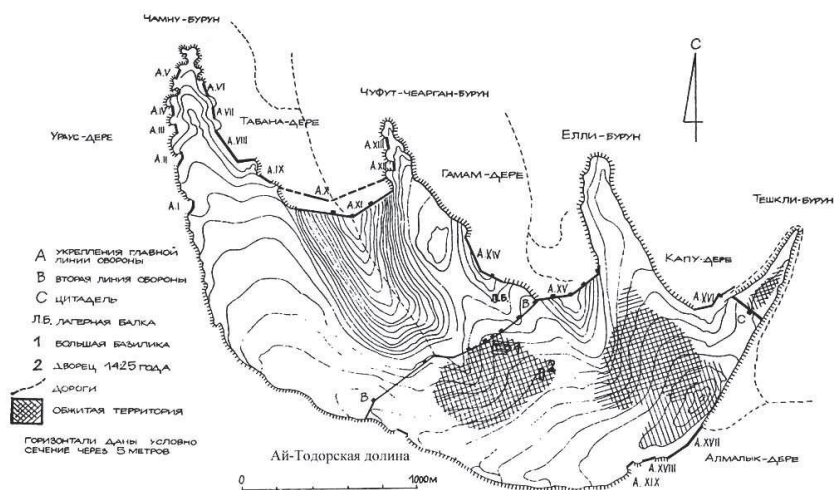 ЧАМНУ-БУРУН
С
А.V
А.VI
ЧУФУТ-ЧЕАРГАН-БУРУН
А.IV
А.VII
ТАБАНА-ДЕРЕ
УРАУС-ДЕРЕ
А.III
А.VIII
А.XIII
ЕЛЛИ-БУРУН
А.II
А.IX
ГАМАМ-ДЕРЕ
А.X
ТЕШКЛИ-БУРУН
А.I
А.XI
А.XIV
КАПУ-ДЕРЕ
А УКРЕПЛЕНИЯ ГЛАВНОЙ
ЛИНИИ ОБОРОНЫ
В ВТОРАЯ ЛИНИЯ ОБОРОНЫ
С ЦИТАДЕЛЬ
Л.Б.
В
А.XV
А.XVI
С
Л.Б. ЛАГЕРНАЯ БАЛКА
1 БОЛЬШАЯ БАЗИЛИКА
2 ДВОРЕЦ 1425 ГОДА
2
ДОРОГИ
В
ОБЖИТАЯ ТЕРРИТОРИЯ
ГОРИЗОНТАЛИ ДАНЫ УСЛОВНО
СЕЧЕНИЕ ЧЕРЕЗ 5 МЕТРОВ
Ай-Тодорская долина
А.XVII
АЛМАЛЫК-ДЕРЕ
А.XVIII
А.XIX
0 1000М